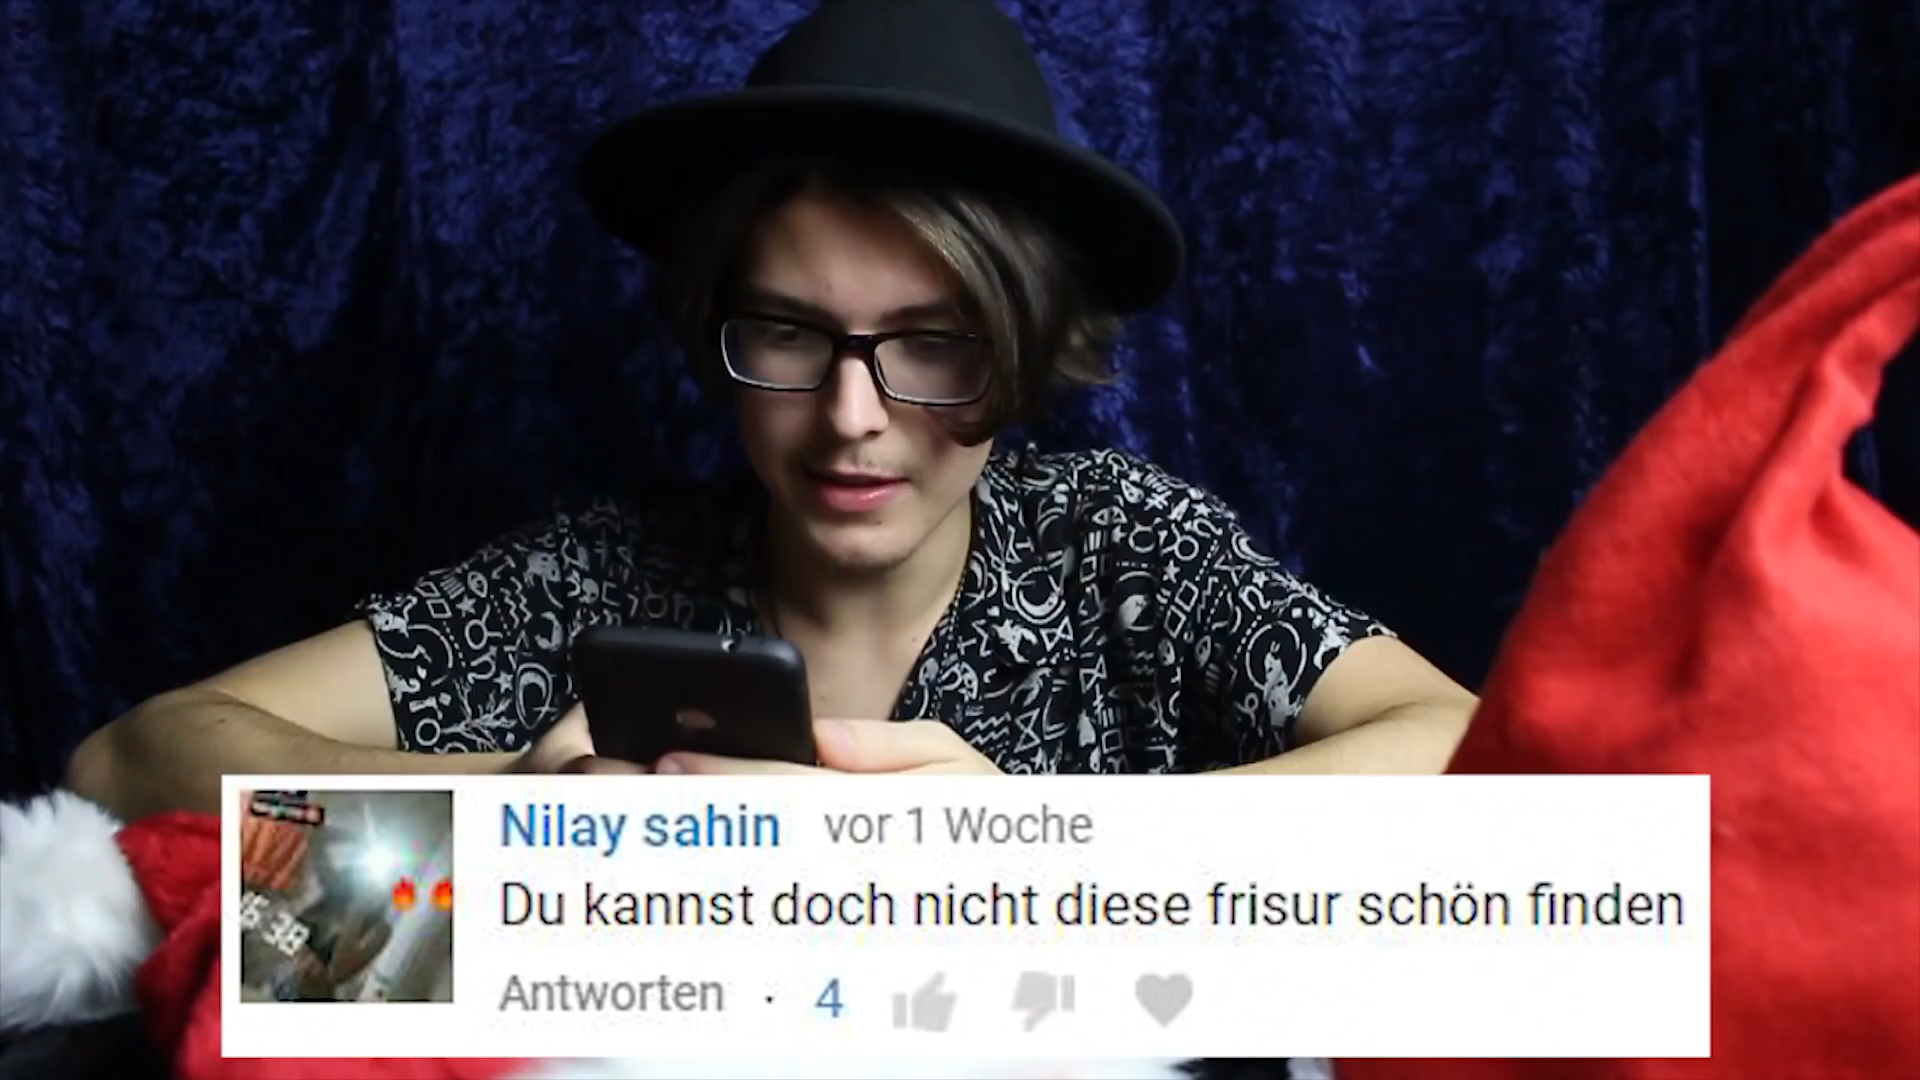 Nilay sahin vor 1 Woche
Du kannst doch nicht diese frisur schön finden
Antworten · 4